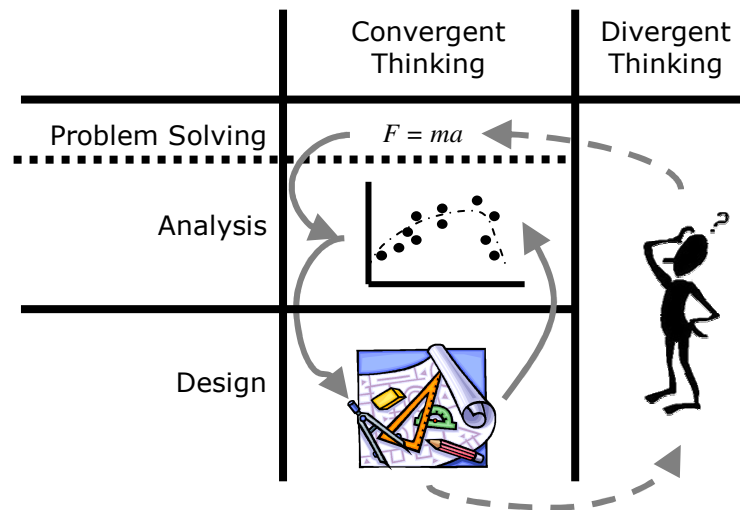 Convergent
Thinking
Divergent
Thinking
Problem Solving
F = ma
Analysis
?
Design